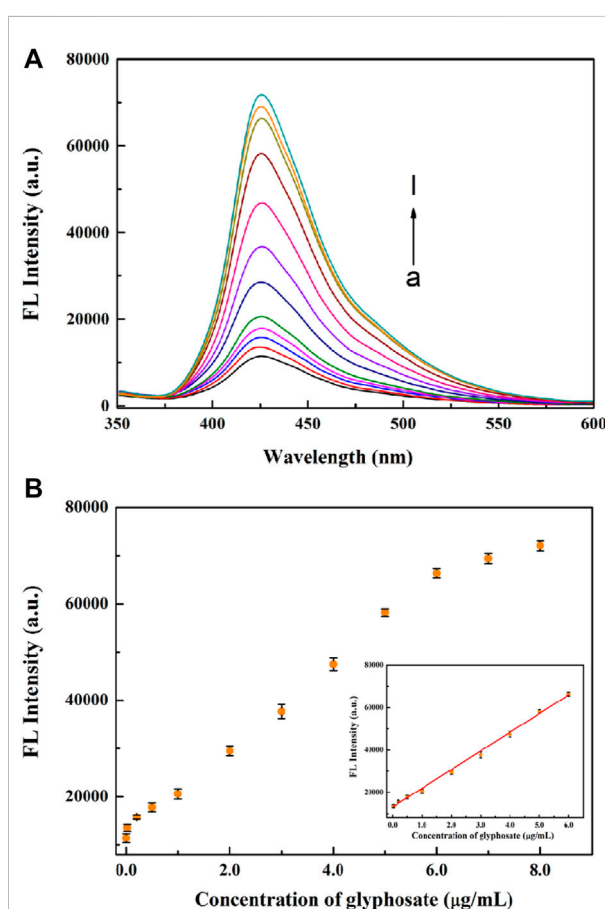 A
80000
60000
40000
20000
0
FL Intensity (a.u.)
l
a
350 400 450 500 550 600
Wavelength (nm)
B
80000
60000
40000
20000
FL Intensity (a.u.)
0.0 2.0 4.0 6.0 8.0
Concentration of glyphosate (μg/mL)
80000
60000
40000
20000
FL Intensity (a.u.)
0.0 1.0 2.0 3.0 4.0 5.0 6.0
Concentration of glyphosate (μg/mL)